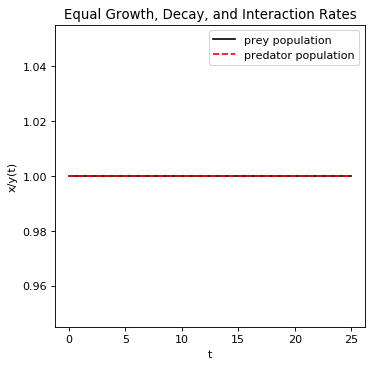 Equal Growth, Decay, and Interaction Rates
prey population
predator population
x/y(t)
1.04
1.02
1.00
0.98
0.96
0
5
10
15
20
25
t